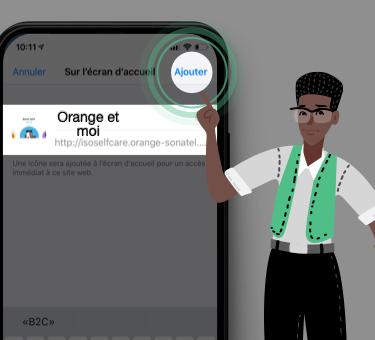 10:11
Annuler Sur l'écran d'accueil Ajouter
Orange et
moi
http://isoselfcare.orange-sonatel....
Une icône sera ajoutée à l'écran d'accueil pour un accès
immédiat à ce site web.
«B2C»